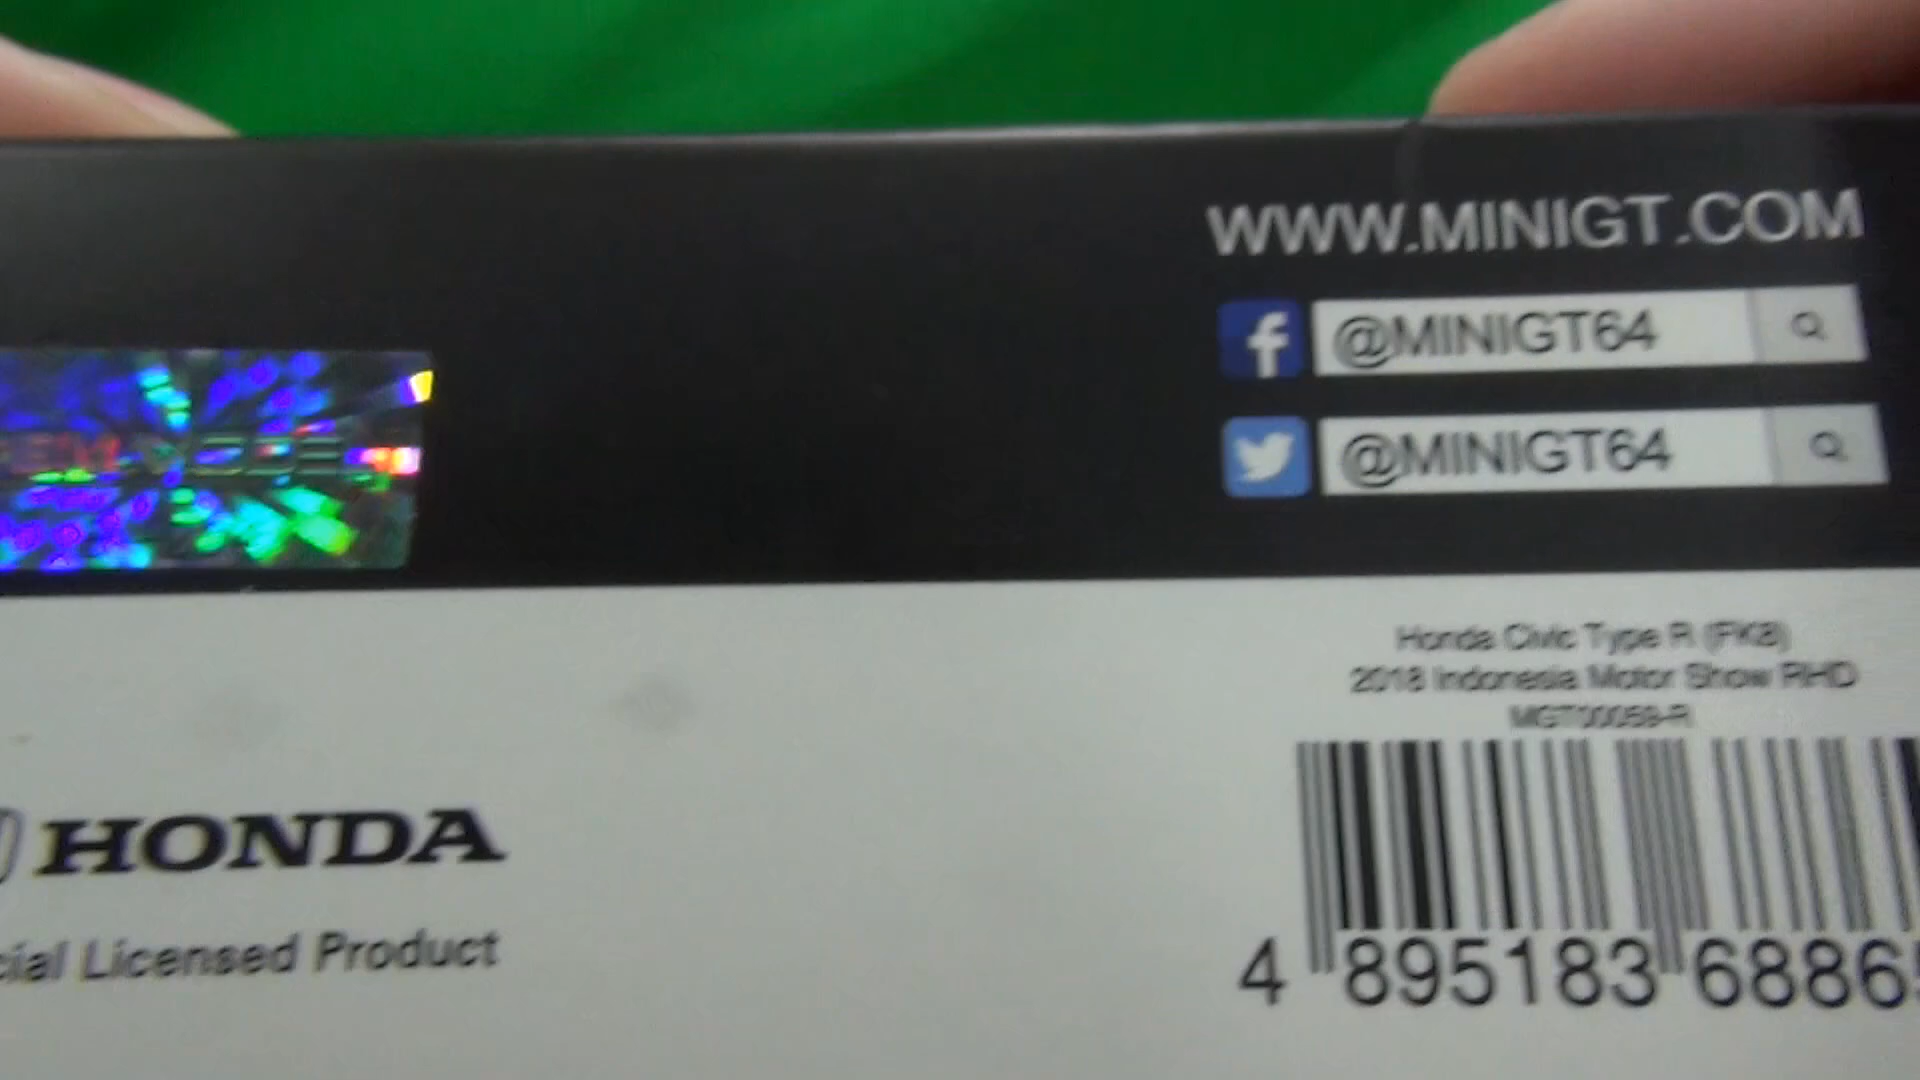 WWW.MINIGT.COM
@MINIGT64
@MINIGT64
Honda Civic Type R (FK8)
2018 Indonesia Motor Show RHD
MGT00059-R
HONDA
Licensed Product
4 895183 6886